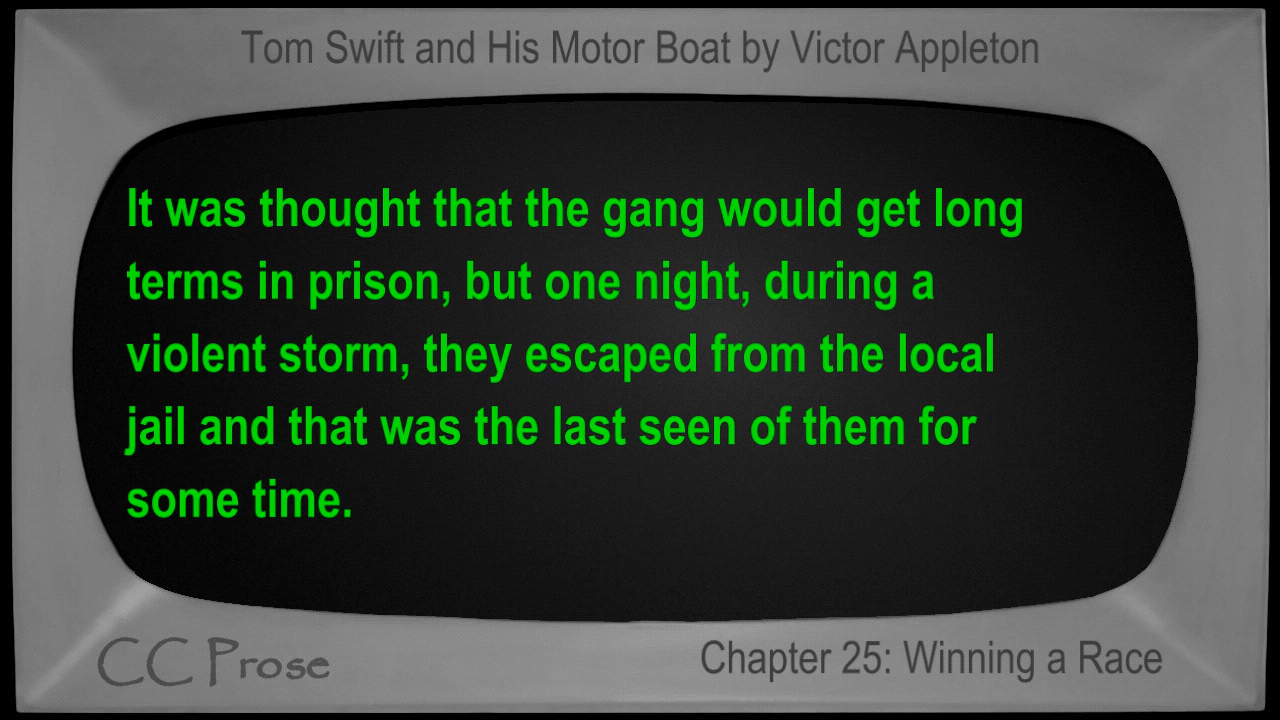 Tom Swift and His Motor Boat by Victor Appleton
It was thought that the gang would get long
terms in prison, but one night, during a
violent storm, they escaped from the local
jail and that was the last seen of them for
some time.
CC Prose
Chapter 25: Winning a Race